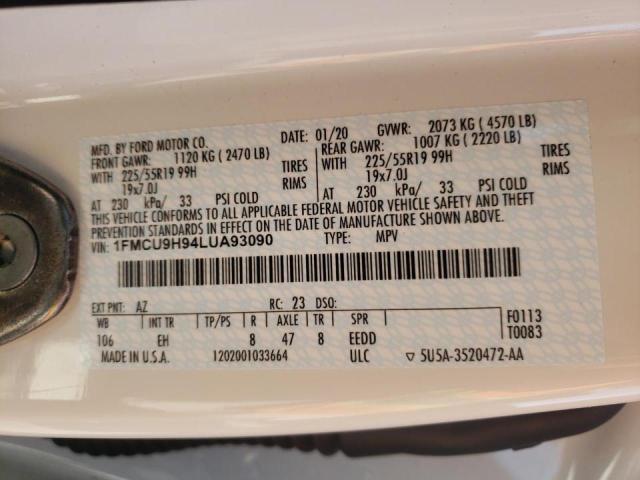 MFD. BY FORD MOTOR CO. DATE: 01/20 GVWR: 2073 KG ( 4570 LB)
FRONT GAWR: 1120 KG ( 2470 LB) REAR GAWR: 1007 KG ( 2220 LB)
WITH 225/55R19 99H TIRES WITH 225/55R19 99H TIRES
19x7.0J RIMS 19x7.0J RIMS
AT 230 kPa/ 33 PSI COLD AT 230 kPa/ 33 PSI COLD
THIS VEHICLE CONFORMS TO ALL APPLICABLE FEDERAL MOTOR VEHICLE SAFETY AND THEFT
PREVENTION STANDARDS IN EFFECT ON THE DATE OF MANUFACTURE SHOWN ABOVE.
VIN: 1FMCU9H94LUA93090 TYPE: MPV
EXT PNT: AZ RC: 23 DSO: F0113
WB INT TR TP/PS R AXLE TR SPR T0083
106 EH 8 47 8 EEDD
MADE IN U.S.A. 1202001033664 ULC ▽ 5U5A-3520472-AA